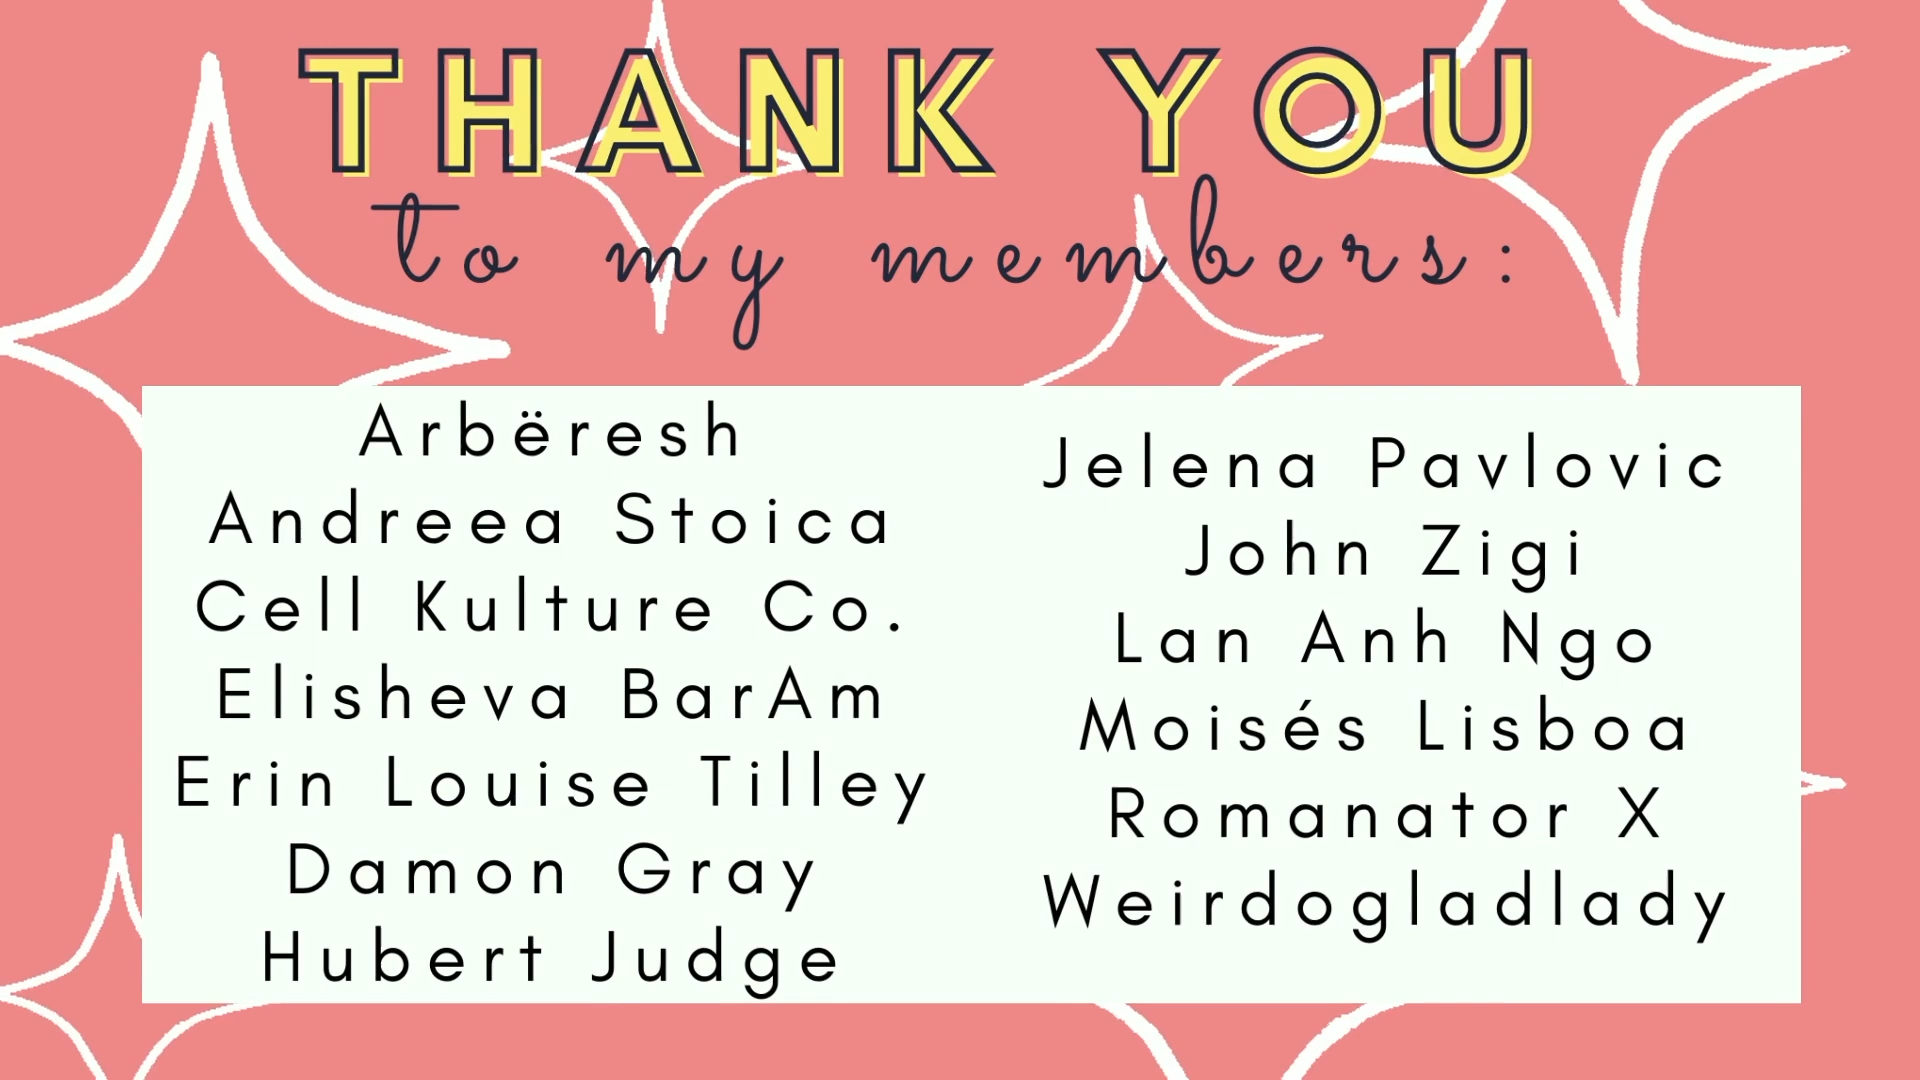 THANK YOU
to my members:
Arbëresh
Andreea Stoica
Cell Kulture Co.
Elisheva BarAm
Erin Louise Tilley
Damon Gray
Hubert Judge
Jelena Pavlovic
John Zigi
Lan Anh Ngo
Moisés Lisboa
Romanator X
Weirdogladlady